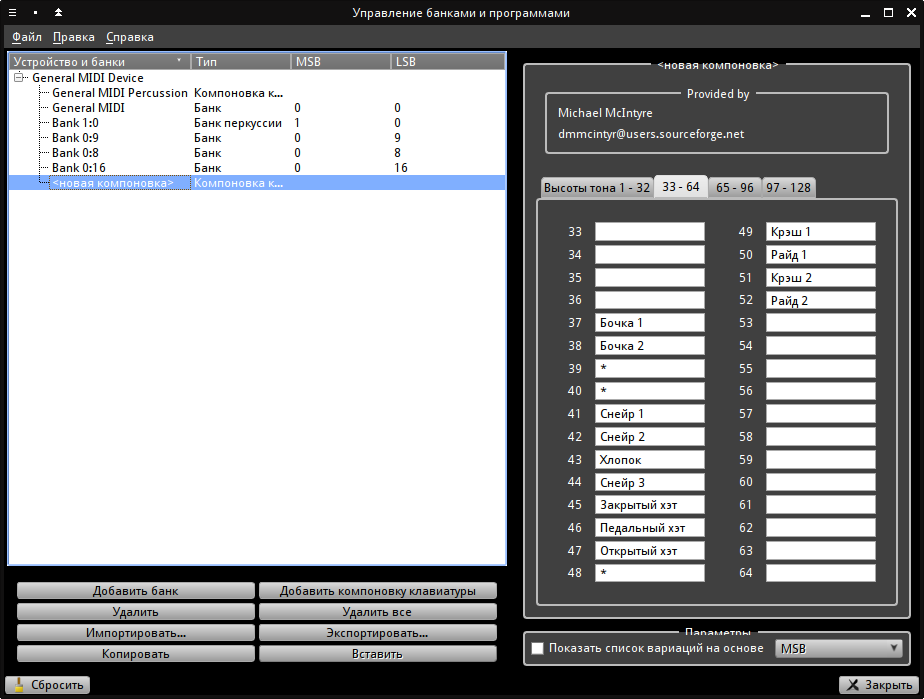 Управление банками и программами
Файл Правка Справка
Устройство и банки Тип MSB LSB
General MIDI Device
General MIDI Percussion Компоновка к...
General MIDI Банк 0 0
Bank 1:0 Банк перкуссии 1 0
Bank 0:9 Банк 0 9
Bank 0:8 Банк 0 8
Bank 0:16 Банк 0 16
<новая компоновка> Компоновка к...
Добавить банк Добавить компоновку клавиатуры
Удалить Удалить все
Импортировать... Экспортировать...
Копировать Вставить
<новая компоновка>
Provided by
Michael McIntyre
dmmcintyr@users.sourceforge.net
Высоты тона 1 - 32 33 - 64 65 - 96 97 - 128
33 49 Крэш 1
34 50 Райд 1
35 51 Крэш 2
36 52 Райд 2
37 Бочка 1 53
38 Бочка 2 54
39 * 55
40 * 56
41 Снейр 1 57
42 Снейр 2 58
43 Хлопок 59
44 Снейр 3 60
45 Закрытый хэт 61
46 Педальный хэт 62
47 Открытый хэт 63
48 * 64
Параметры
Показать список вариаций на основе MSB
Сбросить Закрыть